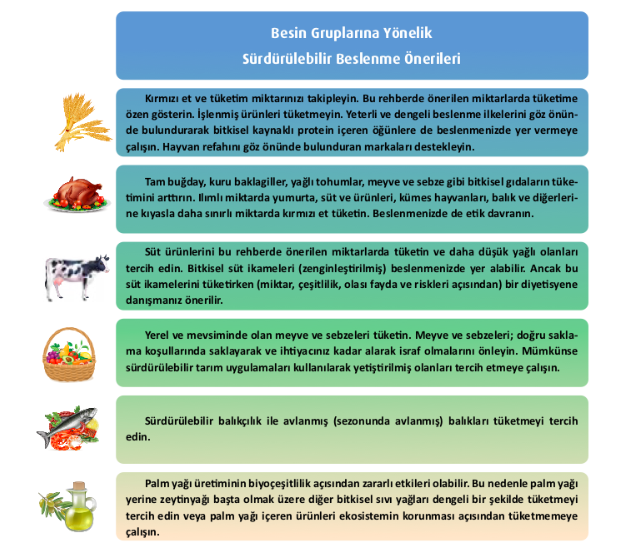 Besin Gruplarına Yönelik
Sürdürülebilir Beslenme Önerileri
Kırmızı et ve tüketim miktarınızı takipleyin. Bu rehberde önerilen miktarlarda tüketime
özen gösterin. İşlenmiş ürünleri tüketmeyin. Yeterli ve dengeli beslenme ilkelerini göz önün-
de bulundurarak bitkisel kaynaklı protein içeren öğünlere de beslenmenizde yer vermeye
çalışın. Hayvan refahını göz önünde bulunduran markaları destekleyin.
Tam buğday, kuru baklagiller, yağlı tohumlar, meyve ve sebze gibi bitkisel gıdaların tüke-
timini arttırın. Ilımlı miktarda yumurta, süt ve ürünleri, kümes hayvanları, balık ve diğerleri-
ne kıyasla daha sınırlı miktarda kırmızı et tüketin. Beslenmenizde de etik davranın.
Süt ürünlerini bu rehberde önerilen miktarlarda tüketin ve daha düşük yağlı olanları
tercih edin. Bitkisel süt ikameleri (zenginleştirilmiş) beslenmenizde yer alabilir. Ancak bu
süt ikamelerini tüketirken (miktar, çeşitlilik, olası fayda ve riskleri açısından) bir diyetisyene
danışmanız önerilir.
Yerel ve mevsiminde olan meyve ve sebzeleri tüketin. Meyve ve sebzeleri; doğru sakla-
ma koşullarında saklayarak ve ihtiyacınız kadar alarak israf olmalarını önleyin. Mümkünse
sürdürülebilir tarım uygulamaları kullanılarak yetiştirilmiş olanları tercih etmeye çalışın.
Sürdürülebilir balıkçılık ile avlanmış (sezonunda avlanmış) balıkları tüketmeyi tercih
edin.
Palm yağı üretiminin biyoçeşitlilik açısından zararlı etkileri olabilir. Bu nedenle palm yağı
yerine zeytinyağı başta olmak üzere diğer bitkisel sıvı yağları dengeli bir şekilde tüketmeyi
tercih edin veya palm yağı içeren ürünleri ekosistemin korunması açısından tüketmemeye
çalışın.